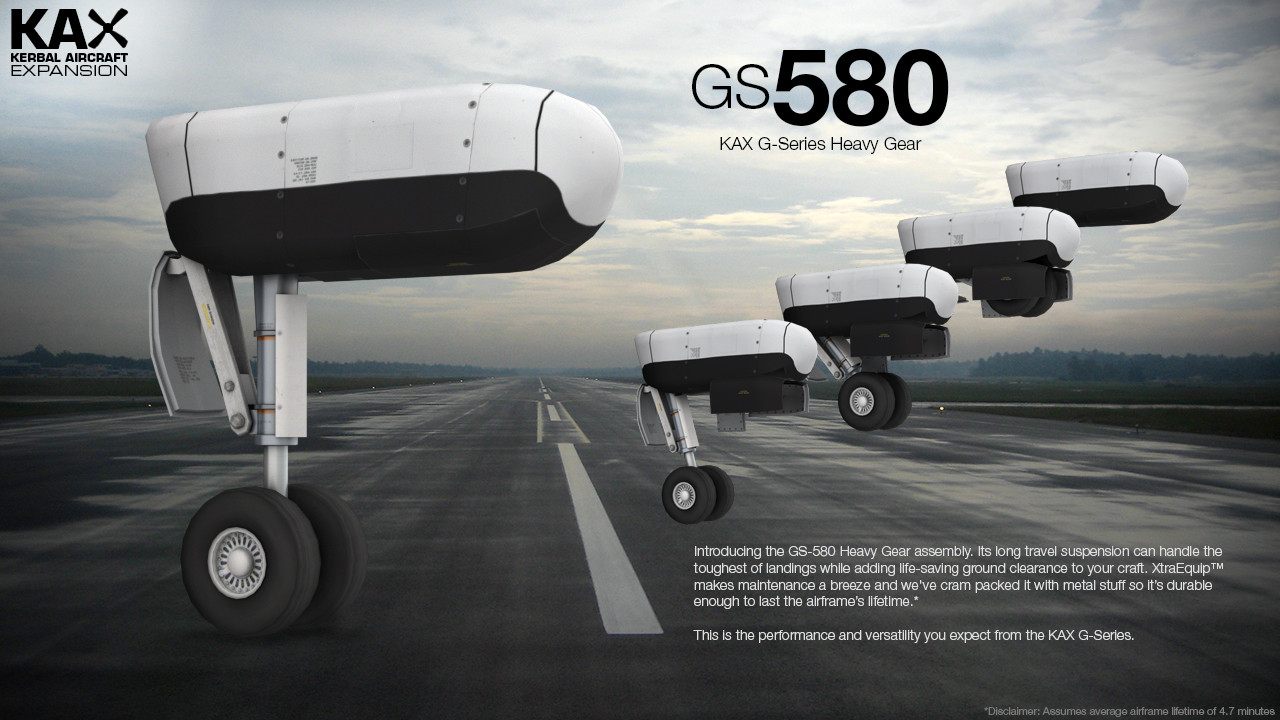 KAX
KERBAL AIRCRAFT
EXPANSION
GS580
KAX G-Series Heavy Gear
Introducing the GS-580 Heavy Gear assembly. Its long travel suspension can handle the
toughest of landings while adding life-saving ground clearance to your craft. XtraEquip™
makes maintenance a breeze and we've cram packed it with metal stuff so it's durable
enough to last the airframe's lifetime.*
This is the performance and versatility you expect from the KAX G-Series.
*Disclaimer: Assumes average airframe lifetime of 4.7 minutes